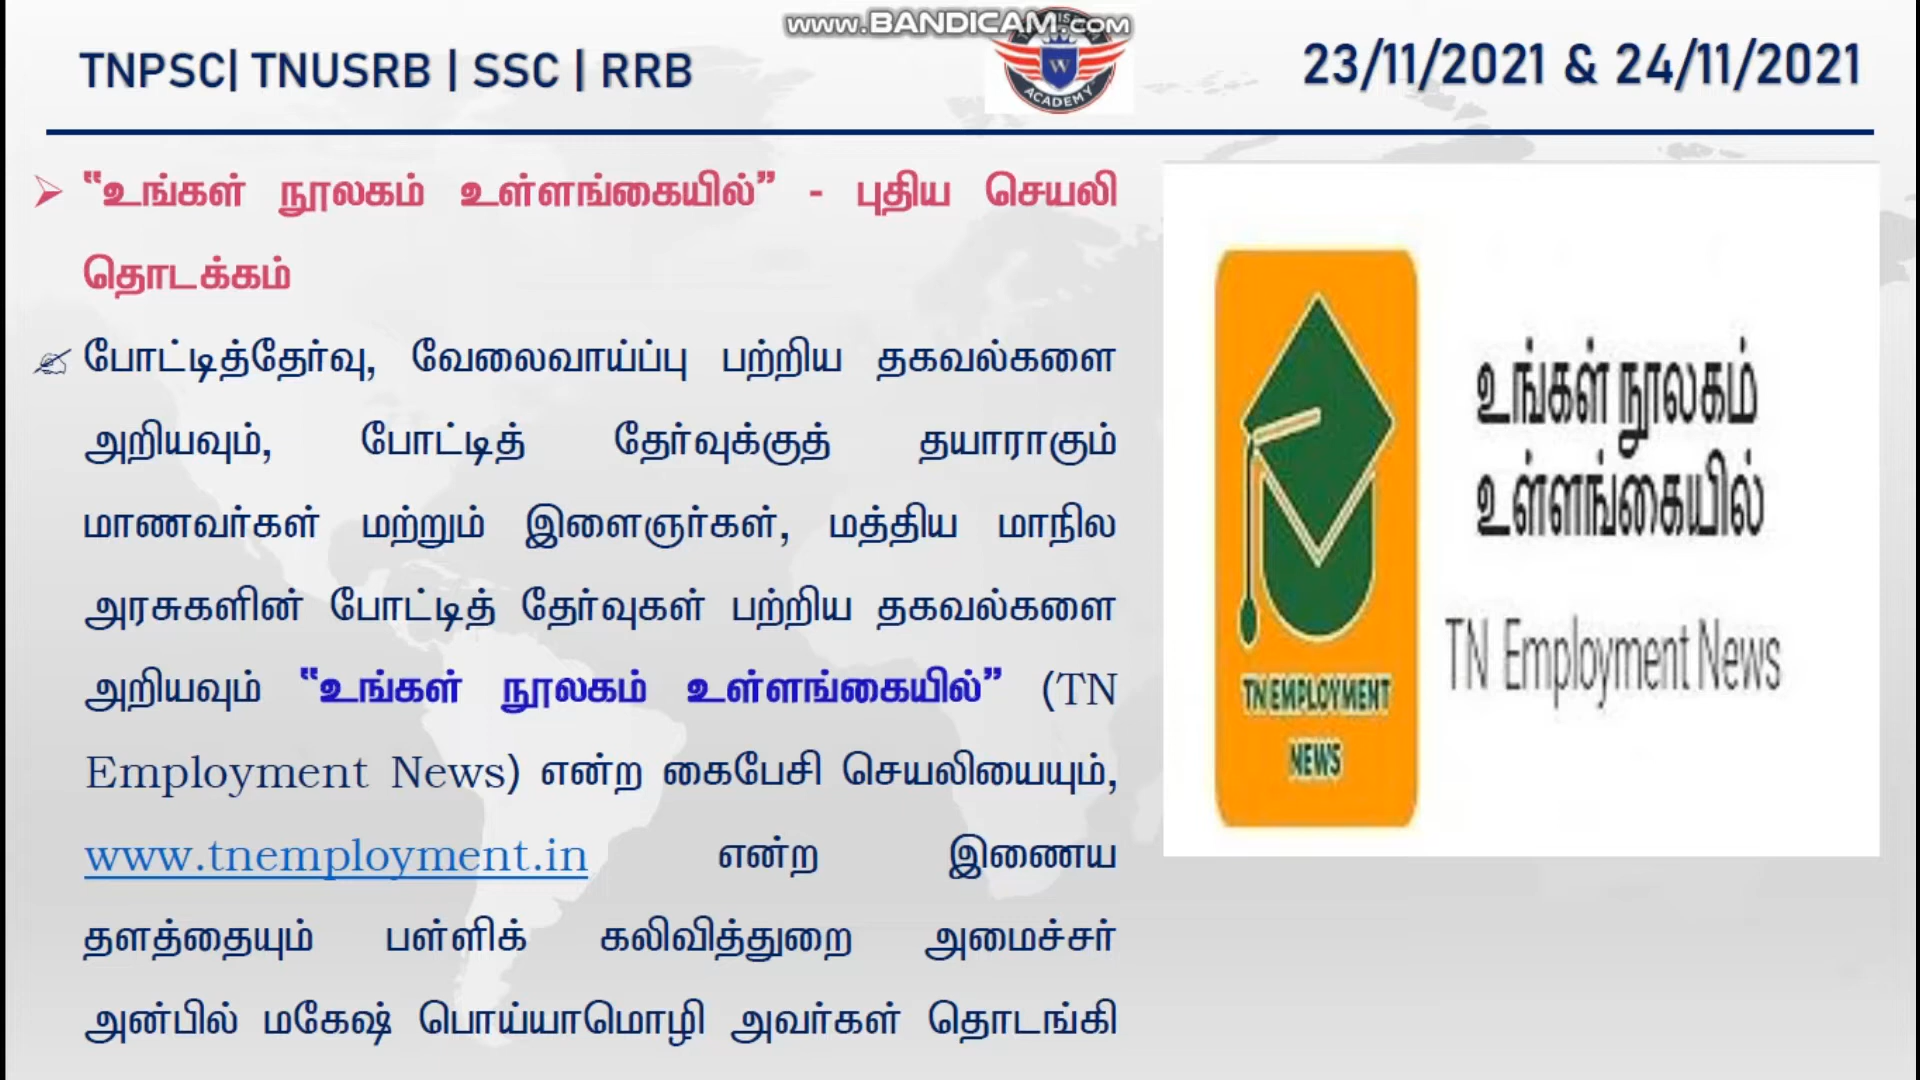 www.BANDICAM.com
TNPSC| TNUSRB | SSC | RRB
W
ACADEMY
23/11/2021 & 24/11/2021
“உங்கள் நூலகம் உள்ளங்கையில்” - புதிய செயலி
தொடக்கம்
போட்டித்தேர்வு, வேலைவாய்ப்பு பற்றிய தகவல்களை
அறியவும், போட்டித் தேர்வுக்குத் தயாராகும்
மாணவர்கள் மற்றும் இளைஞர்கள், மத்திய மாநில
அரசுகளின் போட்டித் தேர்வுகள் பற்றிய தகவல்களை
அறியவும் “உங்கள் நூலகம் உள்ளங்கையில்” (TN
Employment News) என்ற கைபேசி செயலியையும்,
www.tnemployment.in என்ற இணைய
தளத்தையும் பள்ளிக் கலிவித்துறை அமைச்சர்
அன்பில் மகேஷ் பொய்யாமொழி அவர்கள் தொடங்கி
உங்கள் நூலகம்
உள்ளங்கையில்
TN Employment News
TN EMPLOYMENT
NEWS